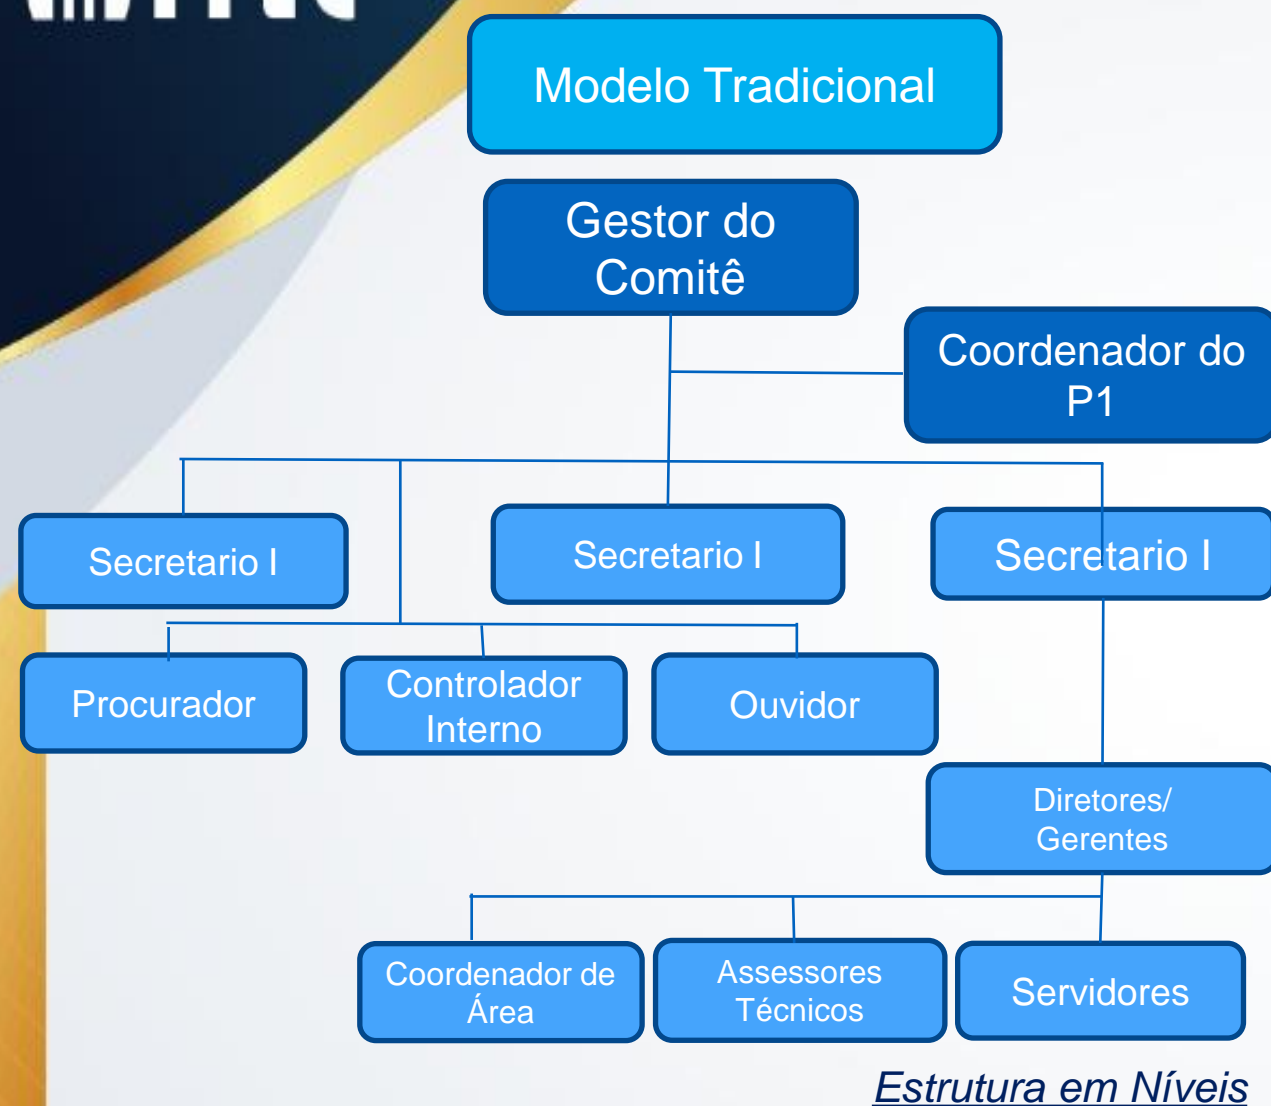 Modelo Tradicional
Gestor do
Comitê
Coordenador do
P1
Secretario I
Secretario I
Secretario I
Procurador
Controlador
Interno
Ouvidor
Diretores/
Gerentes
Coordenador de
Área
Assessores
Técnicos
Servidores
Estrutura em Níveis